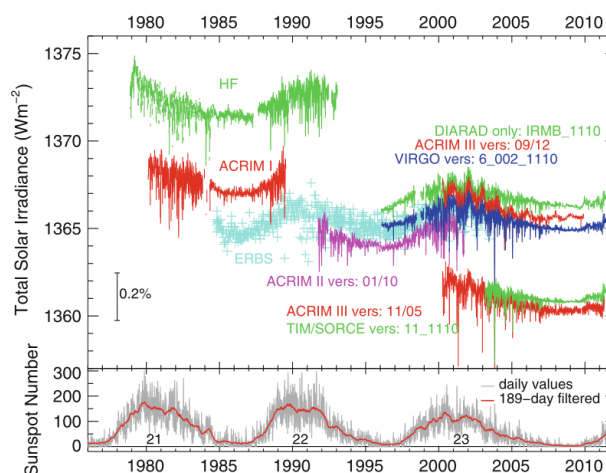 1980 1985 1990 1995 2000 2005 2010
1375
HF
1370
DIARAD only: IRMB_1110
ACRIM III vers: 09/12
ACRIM I
VIRGO vers: 6_002_1110
1365
ERBS
ACRIM II vers: 01/10
0.2%
ACRIM III vers: 11/05
TIM/SORCE vers: 11_1110
1360
Total Solar Irradiance (Wm−2)
300
daily values
200
189−day filtered
100
0
21 22 23
Sunspot Number
1980 1985 1990 1995 2000 2005 2010